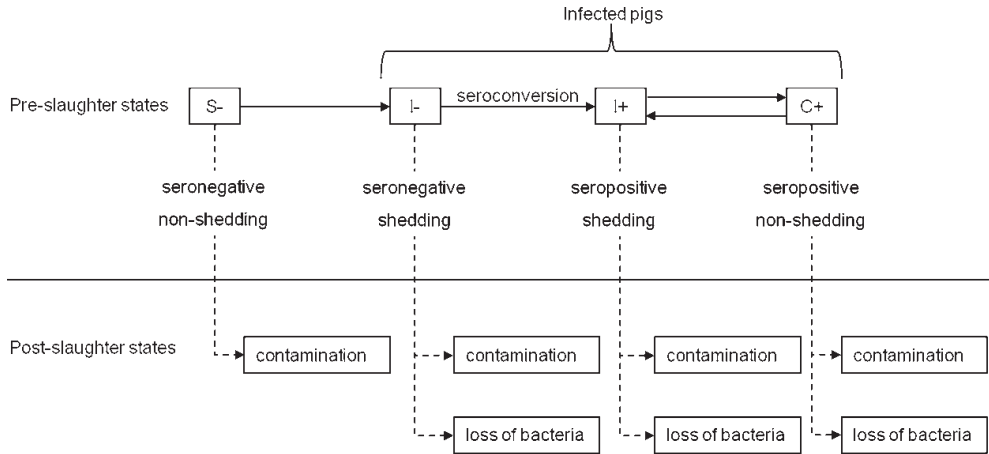 Infected pigs
Pre-slaughter states
S-
I-
seroconversion
I+
C+
seronegative
seronegative
seropositive
seropositive
non-shedding
shedding
shedding
non-shedding
Post-slaughter states
contamination
contamination
contamination
contamination
loss of bacteria
loss of bacteria
loss of bacteria